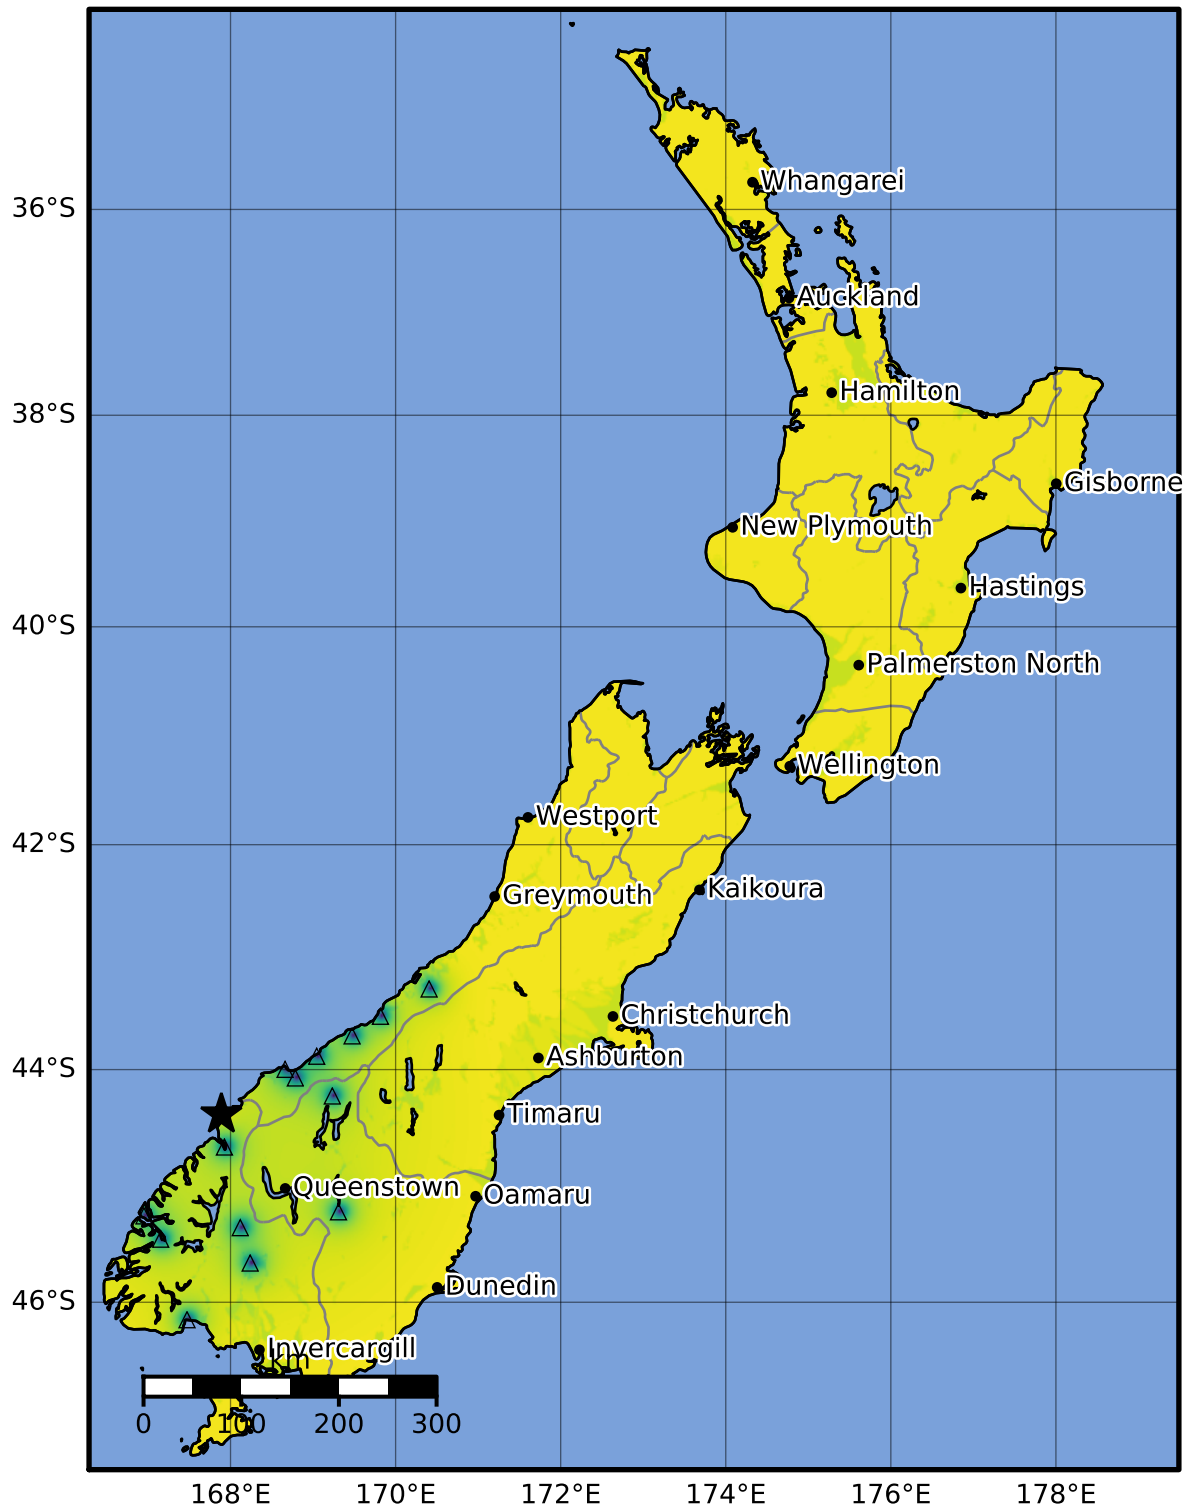 Whangarei
36°S
Auckland
Hamilton
38°S
Gisborne
New Plymouth
Hastings
40°S
Palmerston North
Wellington
Westport
42°S
Kaikoura
Greymouth
Christchurch
Ashburton
44°S
Timaru
Queenstown
Oamaru
Dunedin
46°S
Invercargill
km
0 100 200 300
168°E 170°E 172°E 174°E 176°E 178°E